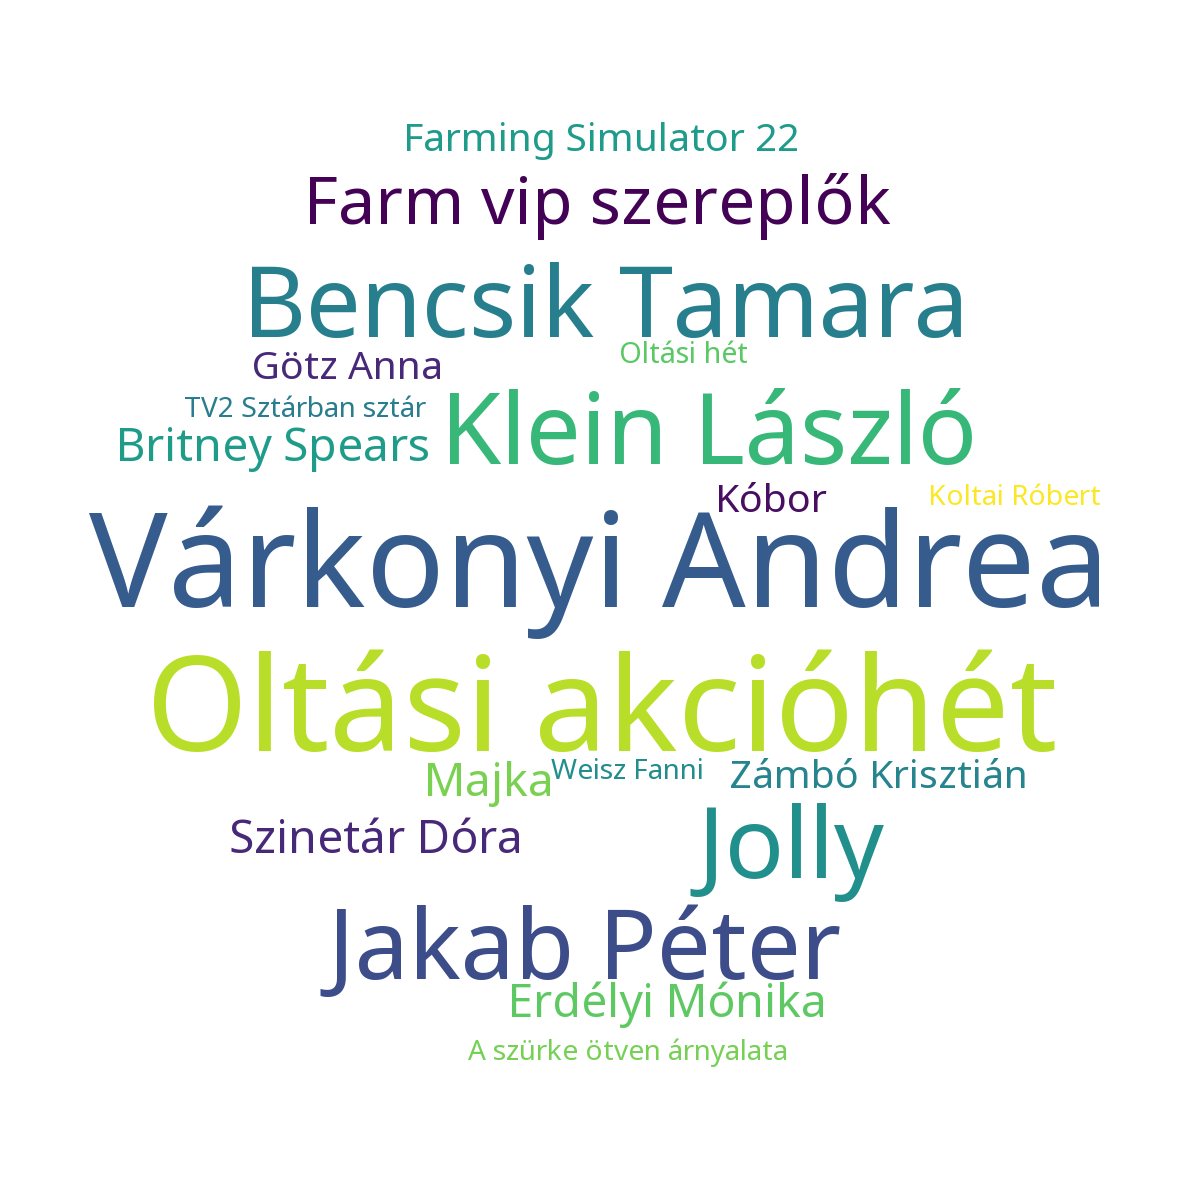 Farming Simulator 22
Farm vip szereplők
Bencsik Tamara
Oltási hét
Götz Anna
TV2 Sztárban sztár
Klein László
Britney Spears
Kóbor
Koltai Róbert
Várkonyi Andrea
Oltási akcióhét
Majka
Weisz Fanni
Zámbó Krisztián
Szinetár Dóra
Jolly
Jakab Péter
Erdélyi Mónika
A szürke ötven árnyalata